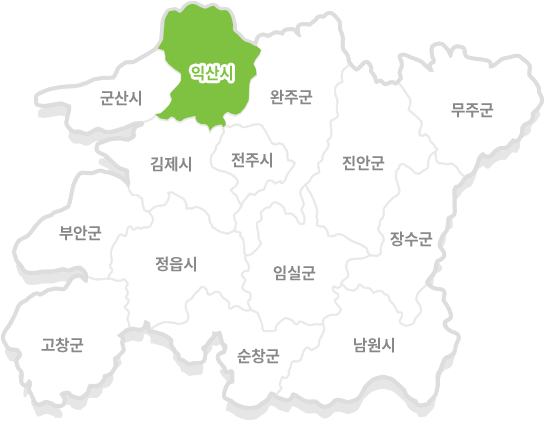 익산시
군산시
완주군
무주군
김제시
전주시
진안군
부안군
장수군
정읍시
임실군
고창군
순창군
남원시